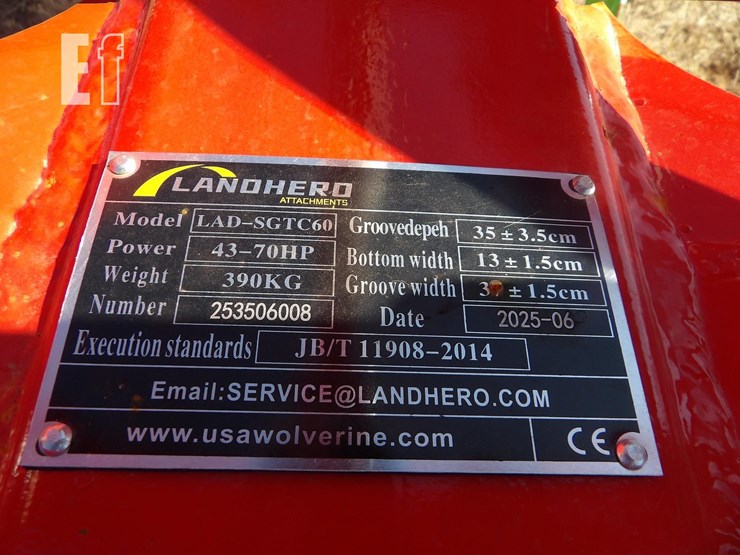 Ef
LANDHERO
ATTACHMENTS
Model LAD-SGTC60
Power 43-70HP
Weight 390KG
Number 253506008
Groovedepeh 35±3.5cm
Bottom width 13±1.5cm
Groove width ±1.5cm
Date 2025-06
Execution standards JB/T 11908-2014
Email:SERVICE@LANDHERO.COM
www.usawolverine.com
CE